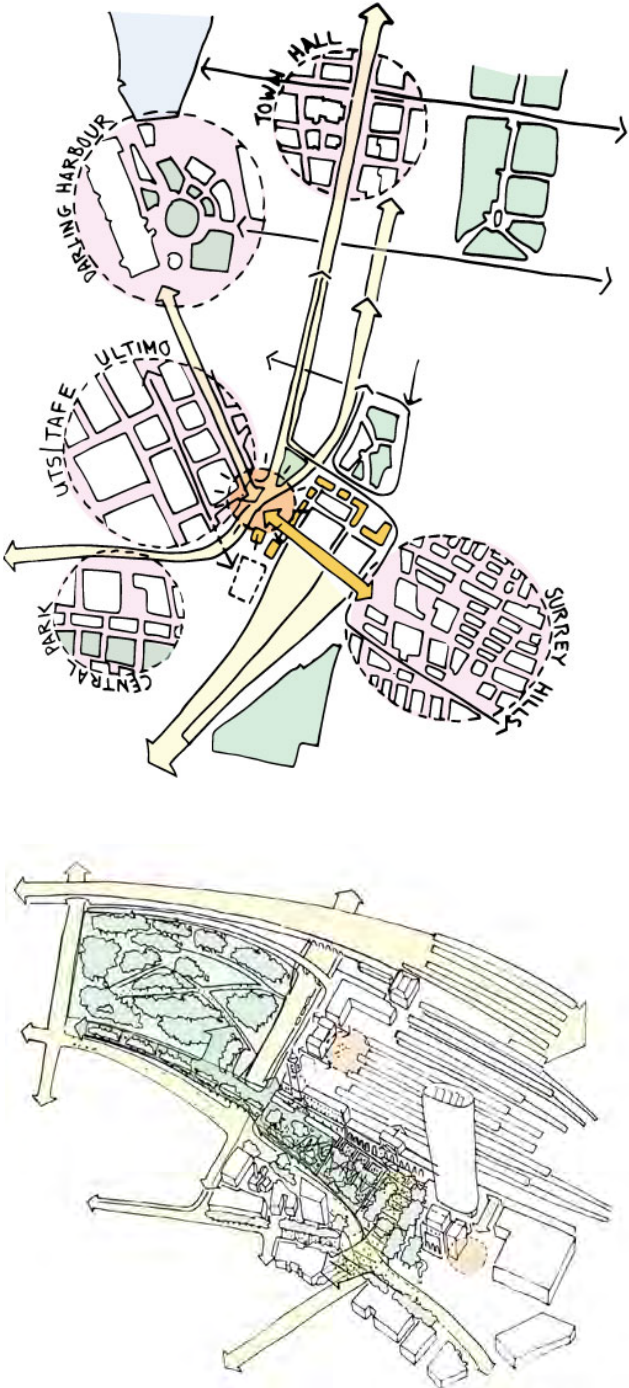 TOWN HALL
DARLING HARBOUR
ULTIMO
UTS/TAFE
CENTRAL
PARK
SURREY
HILLS